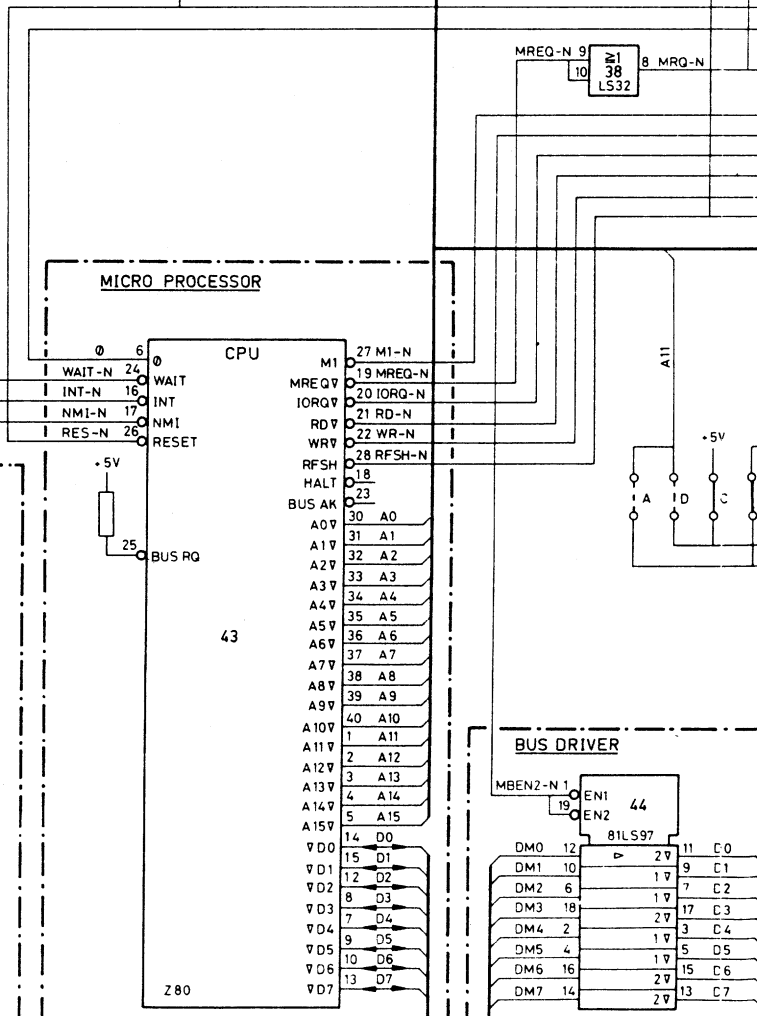 MREQ-N 9 ≥1 8 MRQ-N
10 38
LS32
MICRO PROCESSOR
CPU
Ø 6 Ø
WAIT-N 24 WAIT
INT-N 16 INT
NMI-N 17 NMI
RES-N 26 RESET
+5V
25 BUS RQ
43
Z80
M1 27 M1-N
MREQ∇ 19 MREQ-N
IORQ∇ 20 IORQ-N
RD∇ 21 RD-N
WR∇ 22 WR-N
RFSH 28 RFSH-N
HALT 18
BUS AK 23
A0∇ 30 A0
A1∇ 31 A1
A2∇ 32 A2
A3∇ 33 A3
A4∇ 34 A4
A5∇ 35 A5
A6∇ 36 A6
A7∇ 37 A7
A8∇ 38 A8
A9∇ 39 A9
A10∇ 40 A10
A11∇ 1 A11
A12∇ 2 A12
A13∇ 3 A13
A14∇ 4 A14
A15∇ 5 A15
∇D0 14 D0
∇D1 15 D1
∇D2 12 D2
∇D3 8 D3
∇D4 7 D4
∇D5 9 D5
∇D6 10 D6
∇D7 13 D7
A11
+5V
A D C
BUS DRIVER
MBEN2-N 1 EN1
19 EN2
44
81LS97
DM0 12 ▷ 2∇ 11 D0
DM1 10 1∇ 9 D1
DM2 6 1∇ 7 D2
DM3 18 2∇ 17 D3
DM4 2 1∇ 3 D4
DM5 4 1∇ 5 D5
DM6 16 2∇ 15 D6
DM7 14 2∇ 13 D7